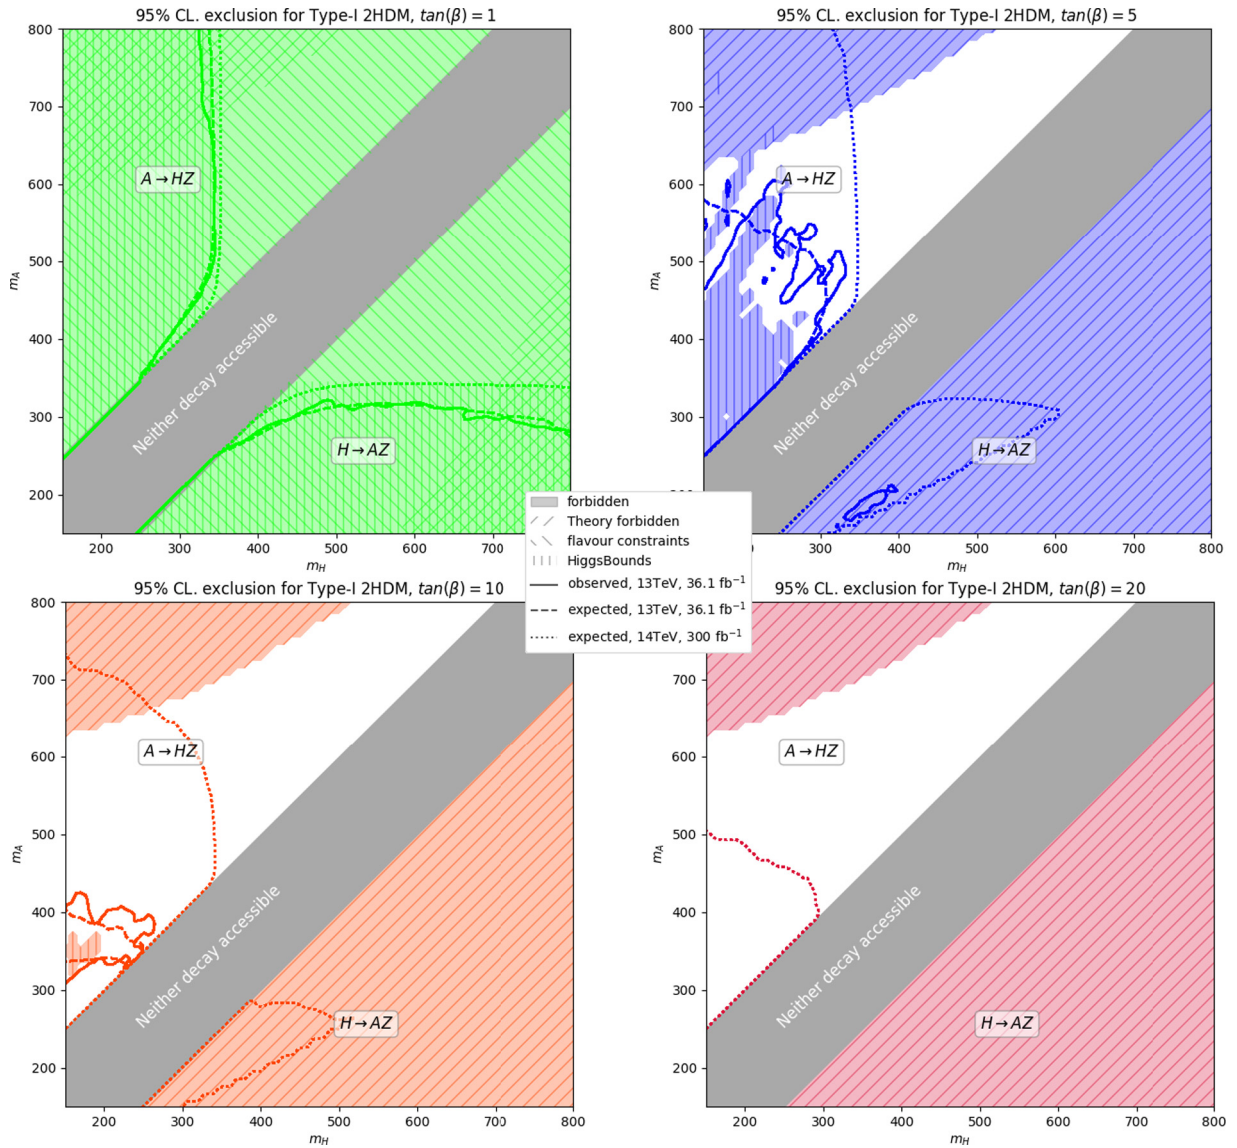 95% CL. exclusion for Type-I 2HDM, tan(β) = 1
800
700
600
500
400
300
200
m_A
A → HZ
Neither decay accessible
H → AZ
200
300
400
500
600
700
m_H
95% CL. exclusion for Type-I 2HDM, tan(β) = 5
800
700
600
500
400
300
m_A
A → HZ
Neither decay accessible
H → AZ
300
400
500
600
700
800
m_H
forbidden
Theory forbidden
flavour constraints
HiggsBounds
observed, 13TeV, 36.1 fb⁻¹
expected, 13TeV, 36.1 fb⁻¹
expected, 14TeV, 300 fb⁻¹
95% CL. exclusion for Type-I 2HDM, tan(β) = 10
800
700
600
500
400
300
200
m_A
A → HZ
Neither decay accessible
H → AZ
200
300
400
500
600
700
800
m_H
95% CL. exclusion for Type-I 2HDM, tan(β) = 20
700
600
500
400
300
200
m_A
A → HZ
Neither decay accessible
H → AZ
200
300
400
500
600
700
800
m_H